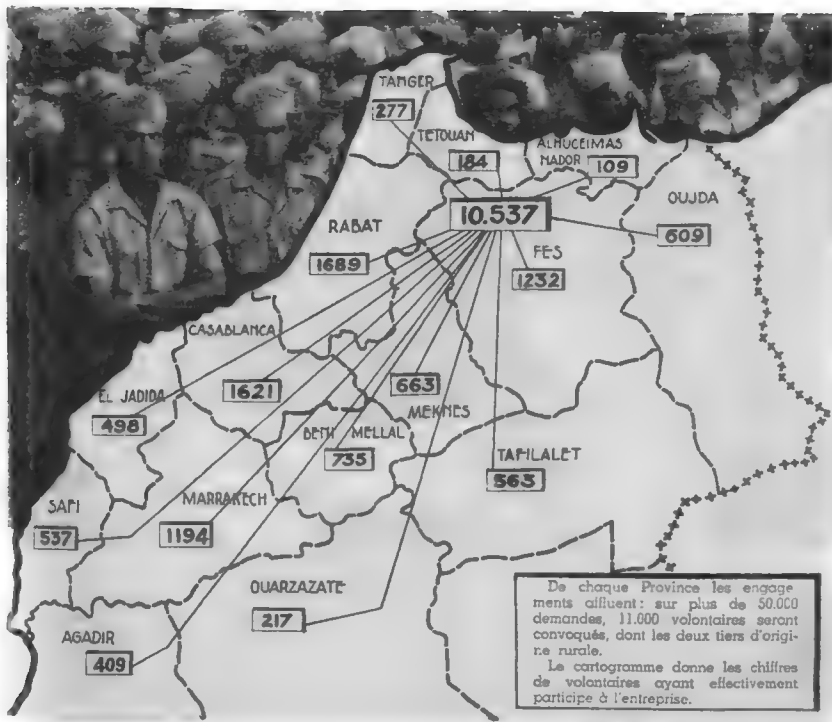 TANGER
277
TETOUAN
184
ALHUCEIMAS
NADOR
109
OUJDA
609
10.537
RABAT
1689
FES
1232
CASABLANCA
1621
EL JADIDA
498
663
MEKNES
BENI MELLAL
735
TAFILALET
563
SAFI
537
MARRAKECH
1194
OUARZAZATE
217
AGADIR
409
De chaque Province les engage
ments affluent: sur plus de 50.000
demandes, 11.000 volontaires seront
convoqués, dont les deux tiers d'origi-
ne rurale.
Le cartogramme donne les chiffres
de volontaires ayant effectivement
participe à l'entreprise.